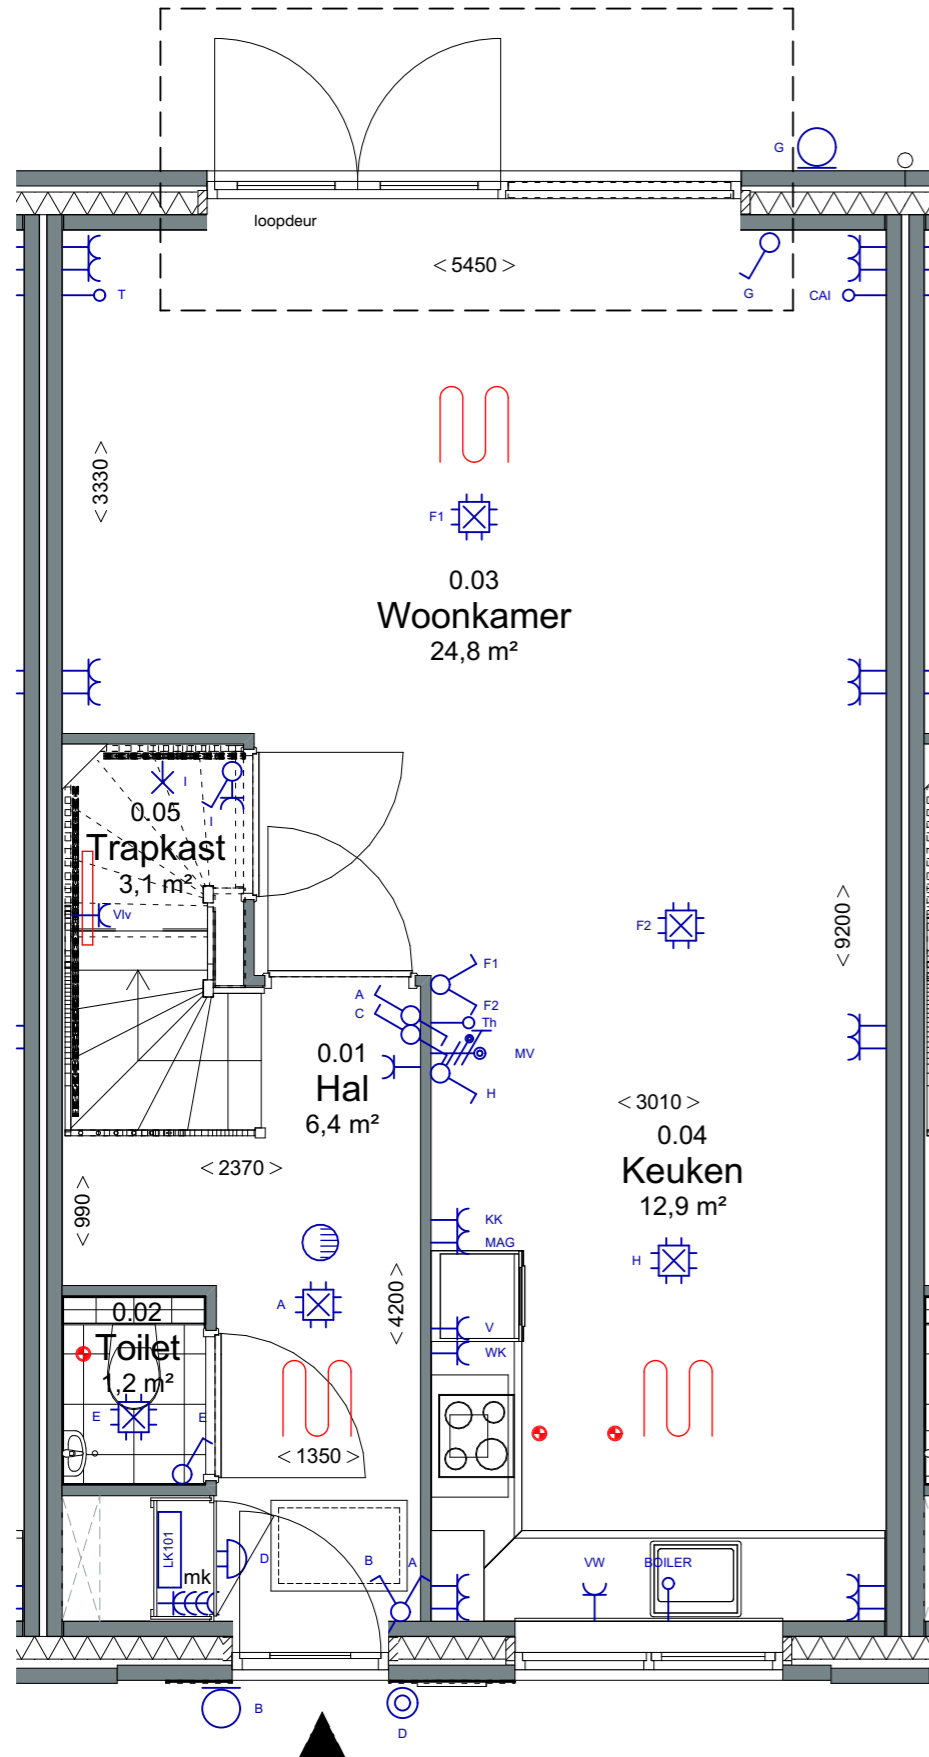 G
loopdeur
< 5450 >
G
T
CAI
< 3330 >
F1
0.03
Woonkamer
24,8 m²
I
0.05
I
Trapkast
3,1 m²
Vlv
F2
< 9200 >
F1
A
F2
C
Th
MV
0.01
Hal
6,4 m²
H
< 3010 >
0.04
Keuken
12,9 m²
< 2370 >
< 990 >
KK
MAG
H
< 4200 >
A
0.02
Toilet
1,2 m²
V
WK
E
E
< 1350 >
LK101
mk
D
B
A
VW
BOILER
B
D